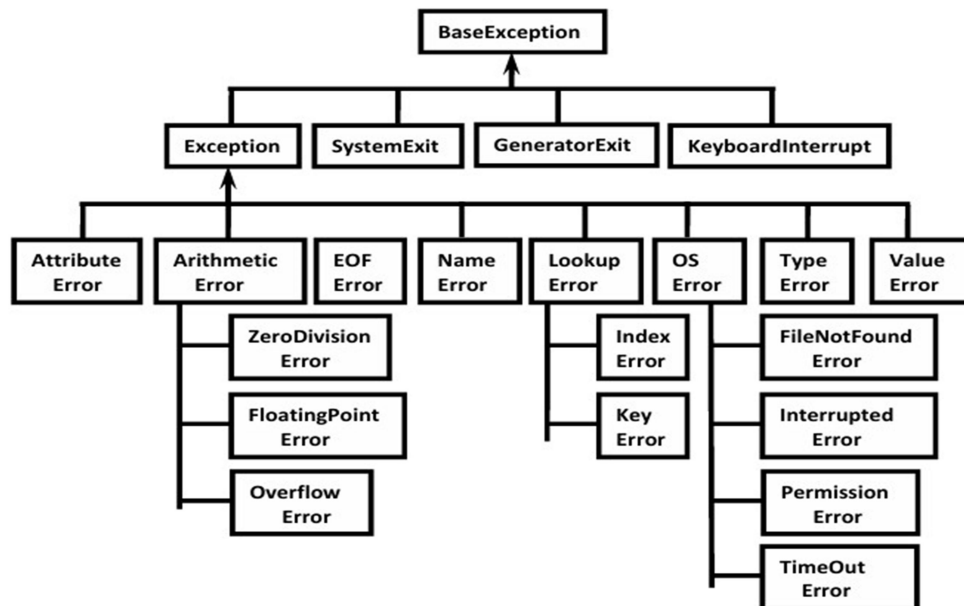 BaseException
Exception
SystemExit
GeneratorExit
KeyboardInterrupt
Attribute
Error
Arithmetic
Error
EOF
Error
Name
Error
Lookup
Error
OS
Error
Type
Error
Value
Error
ZeroDivision
Error
FloatingPoint
Error
Overflow
Error
Index
Error
Key
Error
FileNotFound
Error
Interrupted
Error
Permission
Error
TimeOut
Error